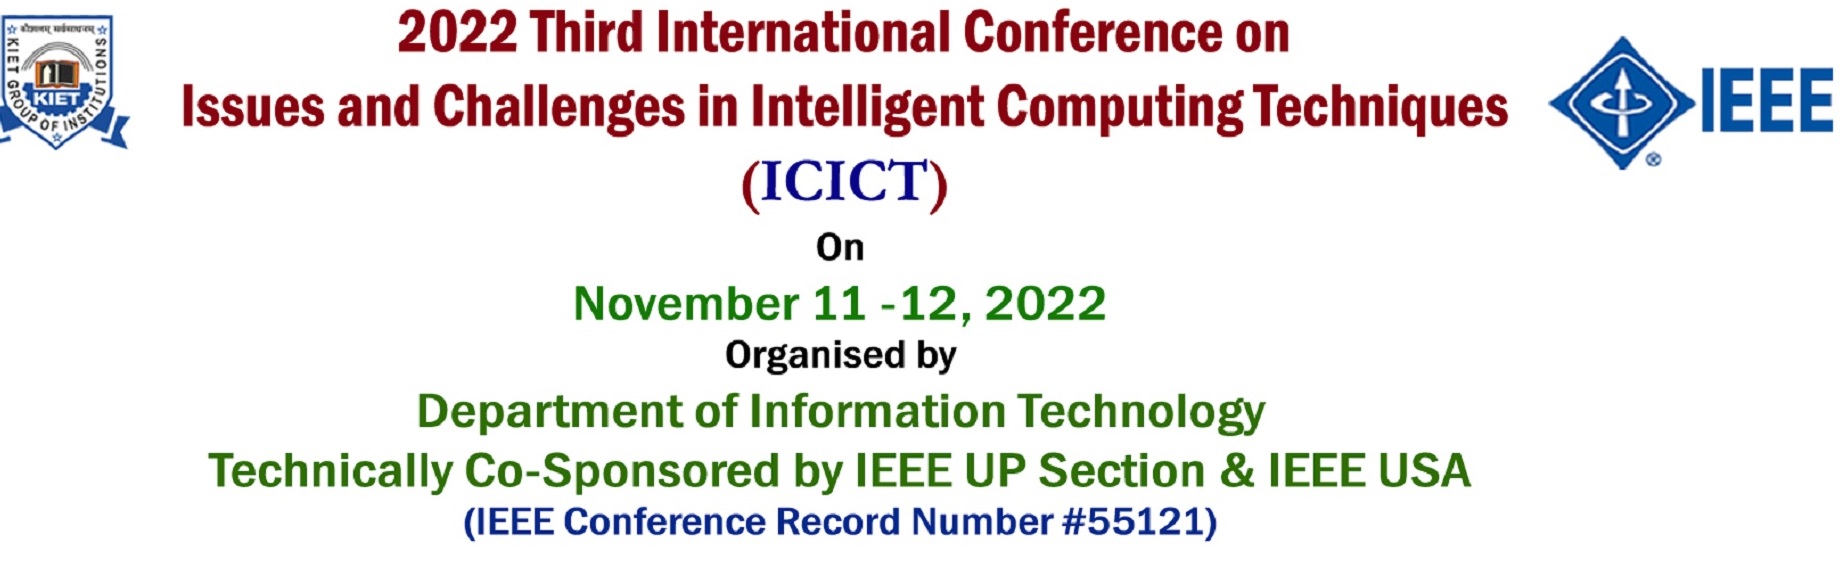 2022 Third International Conference on
Issues and Challenges in Intelligent Computing Techniques
(ICICT)
On
November 11 -12, 2022
Organised by
Department of Information Technology
Technically Co-Sponsored by IEEE UP Section & IEEE USA
(IEEE Conference Record Number #55121)
KIET
KIET GROUP OF INSTITUTIONS
IEEE
®